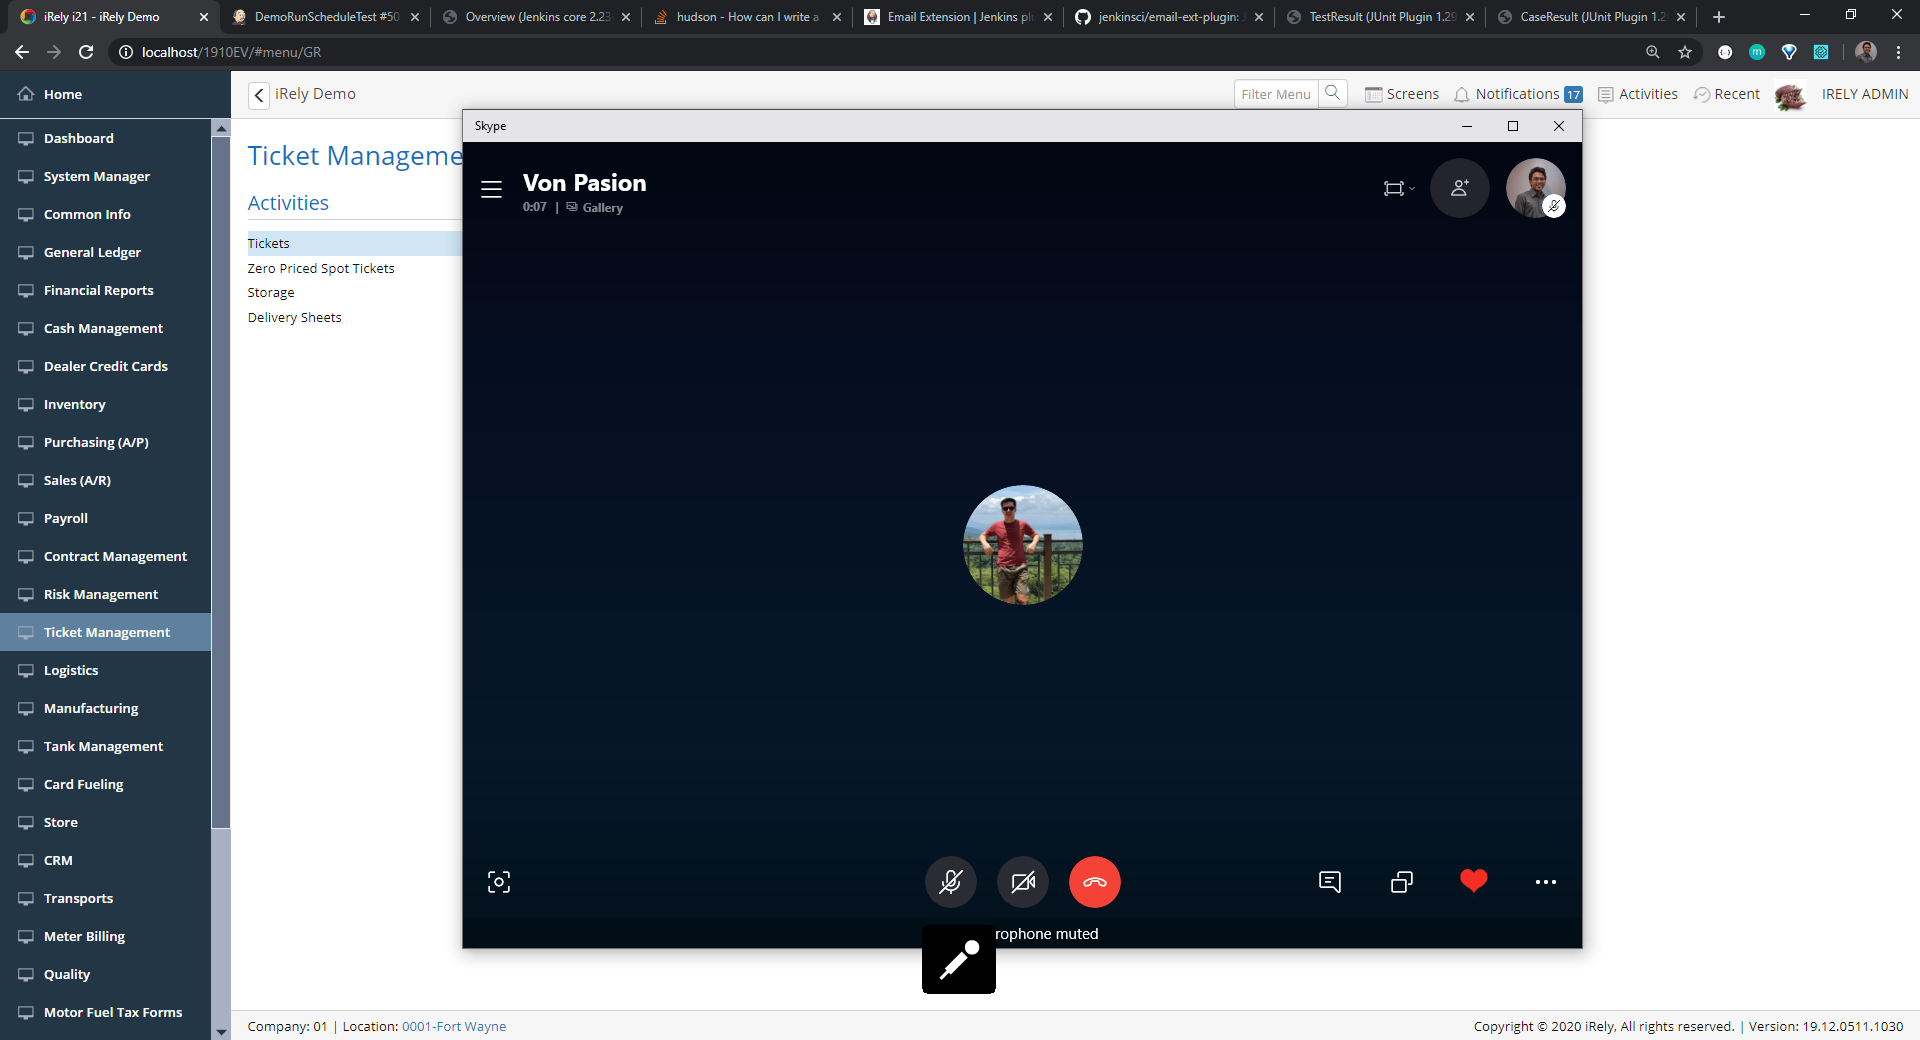 iRely i21 - iRely Demo
DemoRunScheduleTest #50
Overview (Jenkins core 2.23
hudson - How can I write a
Email Extension | Jenkins pl
jenkinsci/email-ext-plugin:
TestResult (JUnit Plugin 1.29
CaseResult (JUnit Plugin 1.2
localhost/1910EV/#menu/GR
Home
iRely Demo
Filter Menu
Screens
Notifications 17
Activities
Recent
IRELY ADMIN
Dashboard
System Manager
Common Info
General Ledger
Financial Reports
Cash Management
Dealer Credit Cards
Inventory
Purchasing (A/P)
Sales (A/R)
Payroll
Contract Management
Risk Management
Ticket Management
Logistics
Manufacturing
Tank Management
Card Fueling
Store
CRM
Transports
Meter Billing
Quality
Motor Fuel Tax Forms
Ticket Manageme
Activities
Tickets
Zero Priced Spot Tickets
Storage
Delivery Sheets
Skype
Von Pasion
0:07 | Gallery
rophone muted
Company: 01 | Location: 0001-Fort Wayne
Copyright © 2020 iRely, All rights reserved. | Version: 19.12.0511.1030